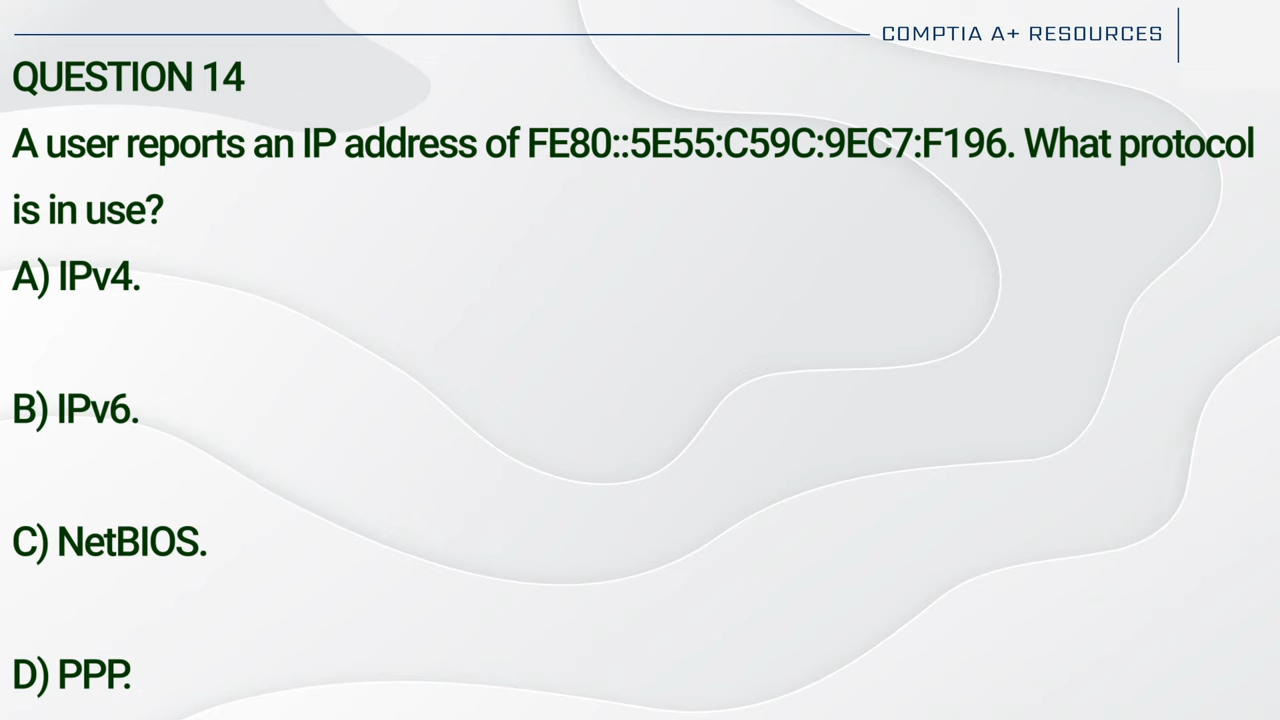 COMPTIA A+ RESOURCES
QUESTION 14
A user reports an IP address of FE80::5E55:C59C:9EC7:F196. What protocol
is in use?
A) IPv4.
B) IPv6.
C) NetBIOS.
D) PPP.